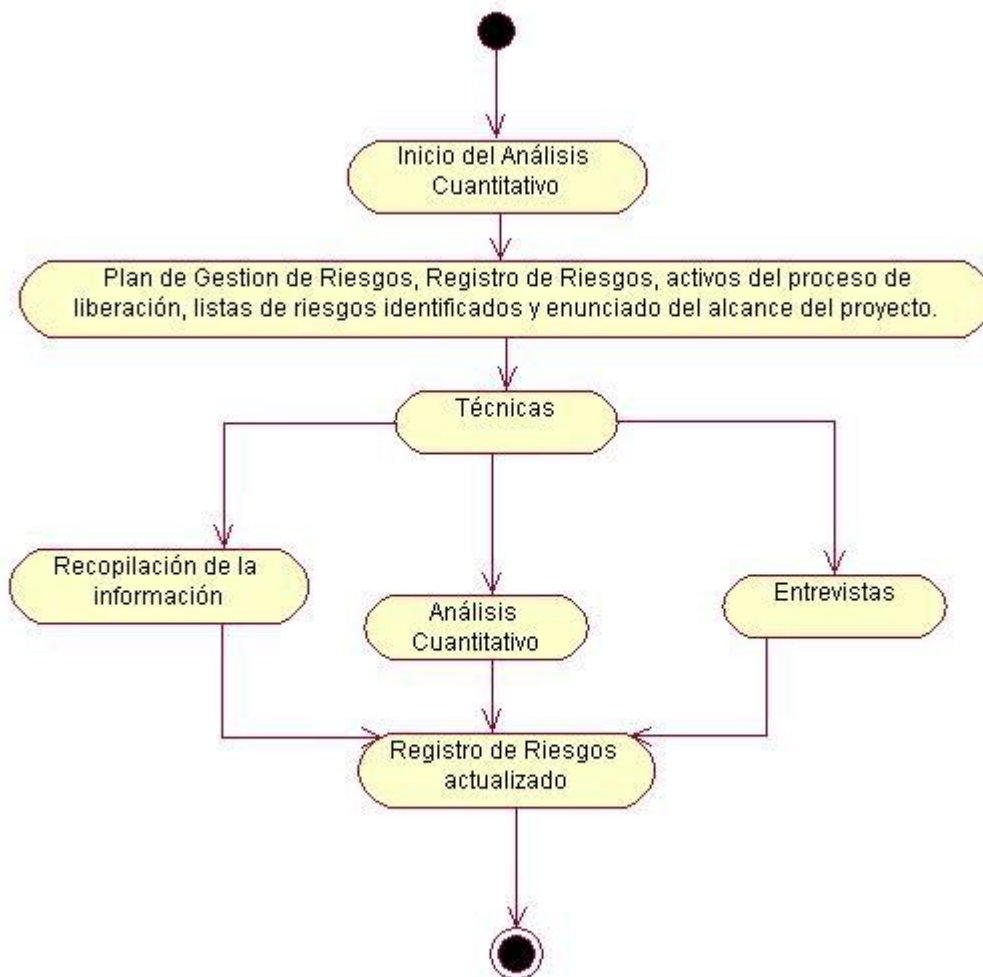 Inicio del Análisis
Cuantitativo
Plan de Gestion de Riesgos, Registro de Riesgos, activos del proceso de
liberación, listas de riesgos identificados y enunciado del alcance del proyecto.
Técnicas
Recopilación de la
información
Análisis
Cuantitativo
Entrevistas
Registro de Riesgos
actualizado